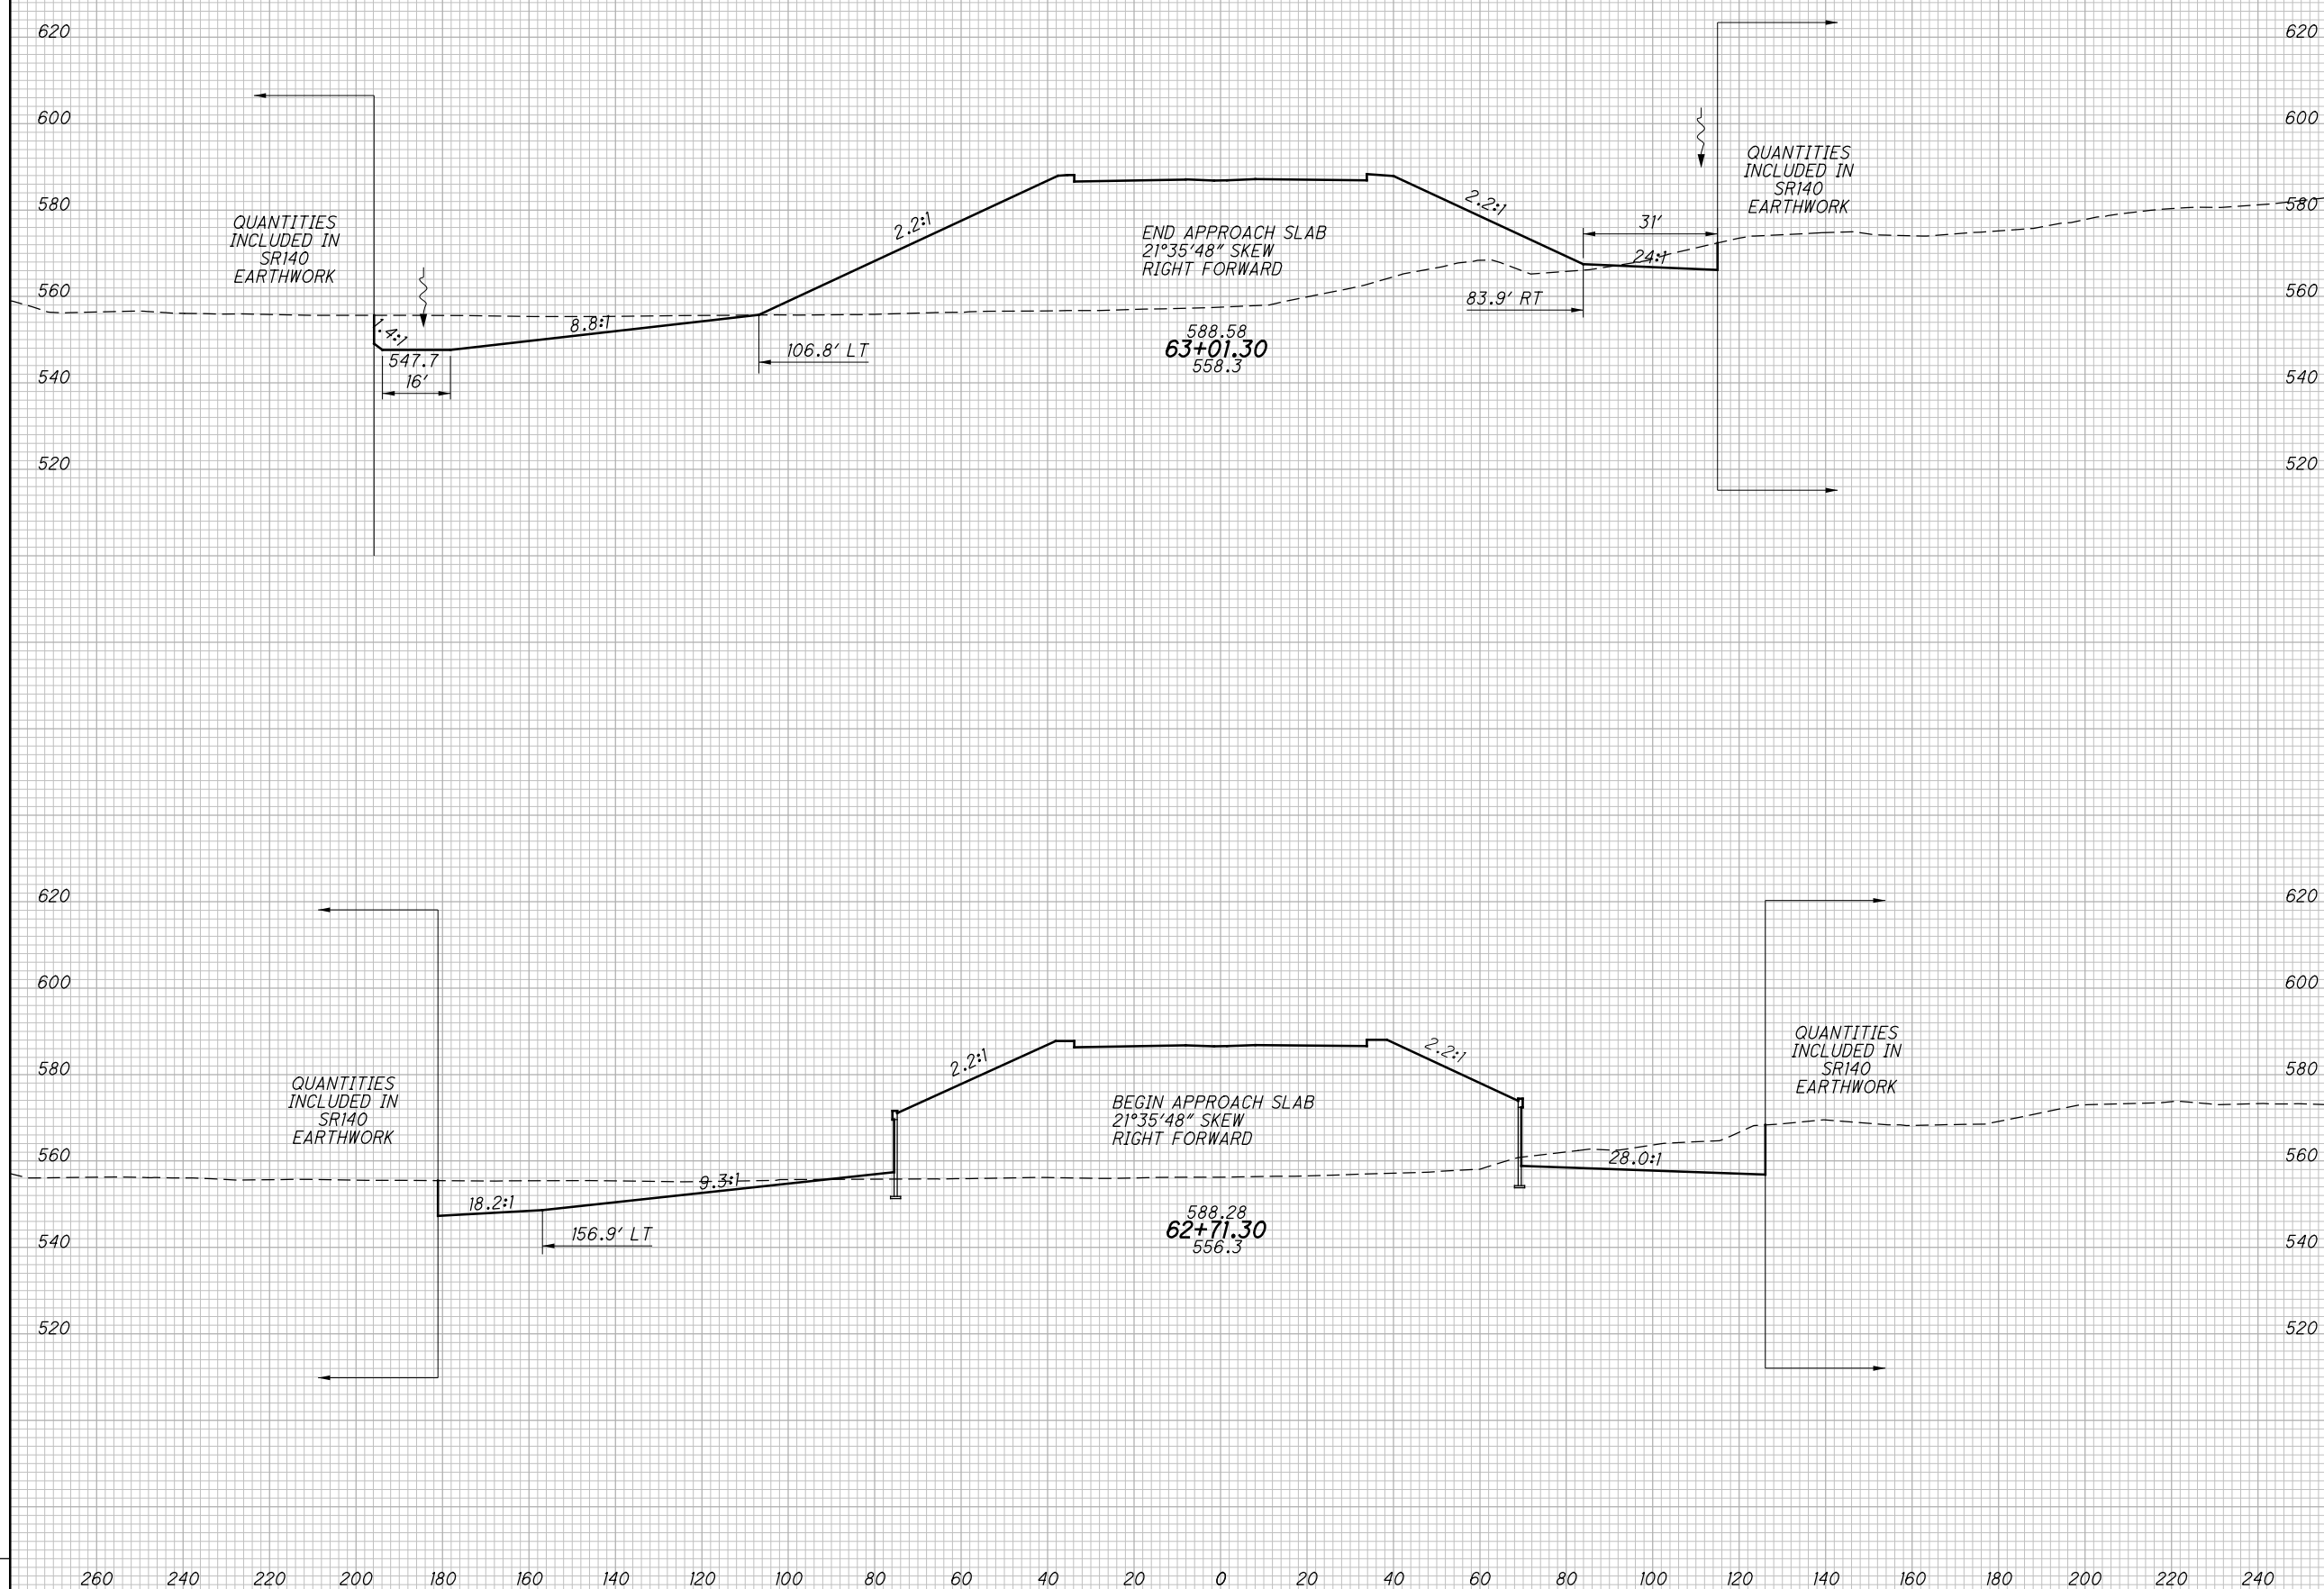 620
620
600
600
QUANTITIES
INCLUDED IN
SR140
EARTHWORK
580
580
QUANTITIES
INCLUDED IN
SR140
EARTHWORK
2.2:1
2.2:1
END APPROACH SLAB
21°35'48" SKEW
RIGHT FORWARD
31'
24:1
560
560
83.9' RT
1.4:1
8.8:1
547.7
16'
106.8' LT
588.58
63+01.30
558.3
540
540
520
520
620
620
600
600
QUANTITIES
INCLUDED IN
SR140
EARTHWORK
2.2:1
2.2:1
580
580
QUANTITIES
INCLUDED IN
SR140
EARTHWORK
BEGIN APPROACH SLAB
21°35'48" SKEW
RIGHT FORWARD
560
560
28.0:1
9.3:1
18.2:1
156.9' LT
588.28
62+71.30
556.3
540
540
520
520
260 240 220 200 180 160 140 120 100 80 60 40 20 0 20 40 60 80 100 120 140 160 180 200 220 240